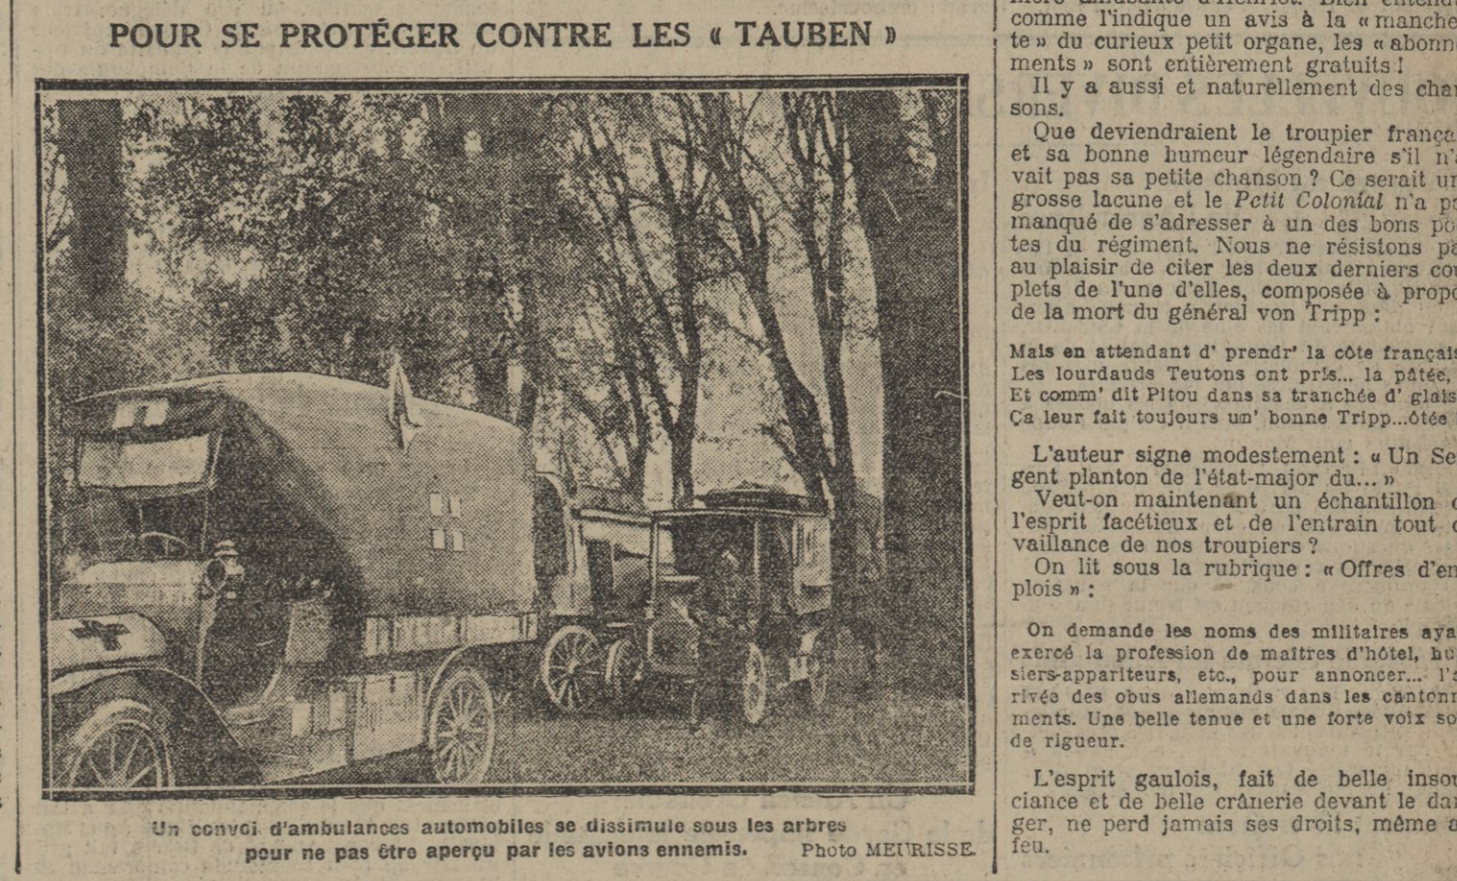 POUR SE PROTÉGER CONTRE LES « TAUBEN »
Un convoi d'ambulances automobiles se dissimule sous les arbres
pour ne pas être aperçu par les avions ennemis. Photo MEURISSE.
comme l'indique un avis à la « manche
te » du curieux petit organe, les « abonn
ments » sont entièrement gratuits !
Il y a aussi et naturellement des cha
sons.
Que deviendraient le troupier frança
et sa bonne humeur légendaire s'il n'
vait pas sa petite chanson ? Ce serait un
grosse lacune et le Petit Colonial n'a p
manqué de s'adresser à un des bons po
tes du régiment. Nous ne résistons pa
au plaisir de citer les deux derniers cou
plets de l'une d'elles, composée à propo
de la mort du général von Tripp :
Mais en attendant d' prendr' la côte français
Les lourdauds Teutons ont pris... la pâtée,
Et comm' dit Pitou dans sa tranchée d' glais
Ça leur fait toujours un' bonne Tripp...ôtée
L'auteur signe modestement : « Un Se
gent planton de l'état-major du... »
Veut-on maintenant un échantillon d
l'esprit facétieux et de l'entrain tout d
vaillance de nos troupiers ?
On lit sous la rubrique : « Offres d'em
plois » :
On demande les noms des militaires aya
exercé la profession de maîtres d'hôtel, hu
siers-appariteurs, etc., pour annoncer... l'a
rivée des obus allemands dans les cantonn
ments. Une belle tenue et une forte voix so
de rigueur.
L'esprit gaulois, fait de belle insou
ciance et de belle crânerie devant le da
ger, ne perd jamais ses droits, même a
feu.